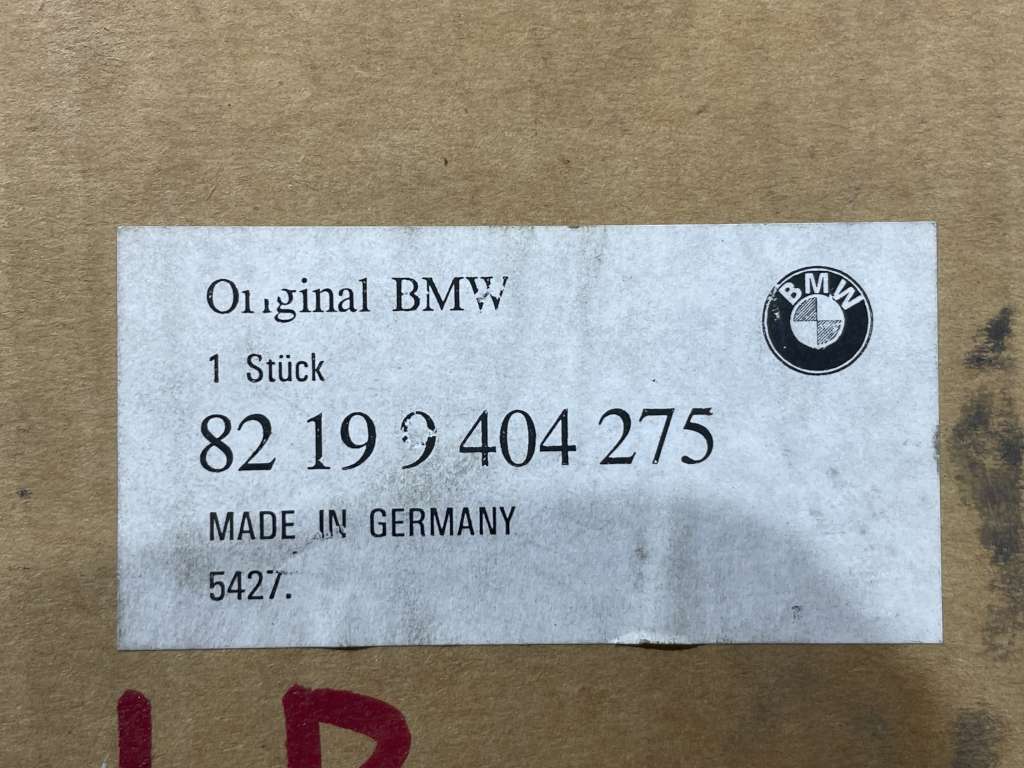 Original BMW
BMW
1 Stück
82 19 9 404 275
MADE IN GERMANY
5427.